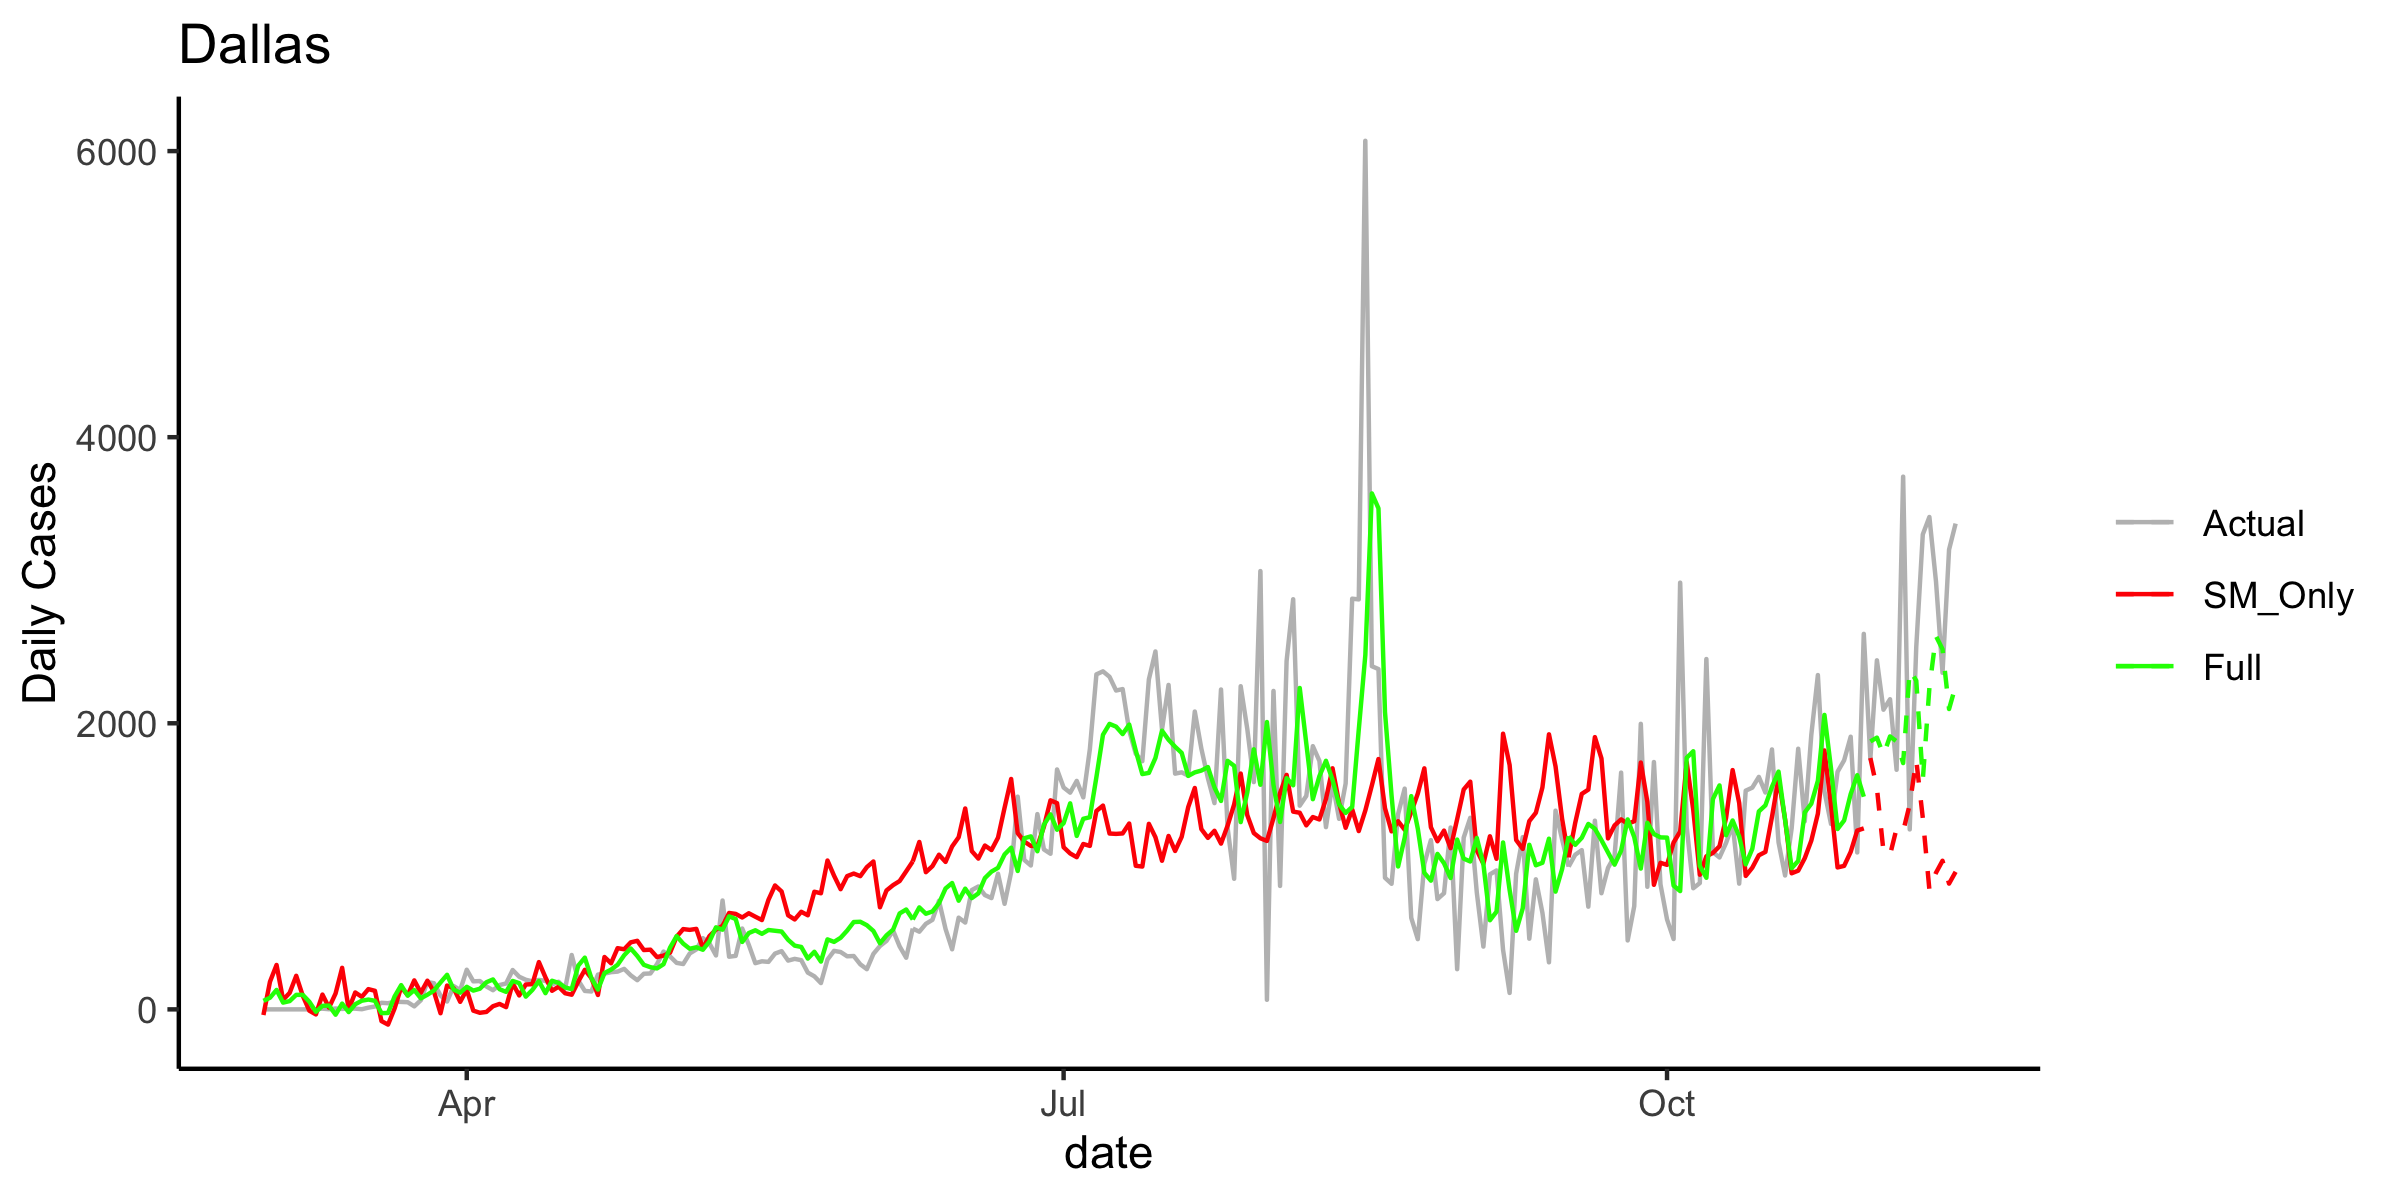 Dallas
6000
4000
2000
0
Daily Cases
Apr
Jul
Oct
date
Actual
SM_Only
Full